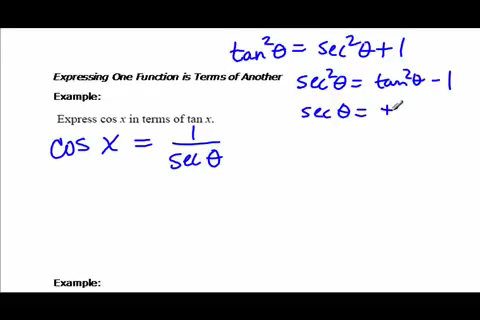 tan²θ = sec²θ + 1
Expressing One Function is Terms of Another
sec²θ = tan²θ - 1
Example:
sec θ = +
Express cos x in terms of tan x.
cos x = 1/sec θ
Example: